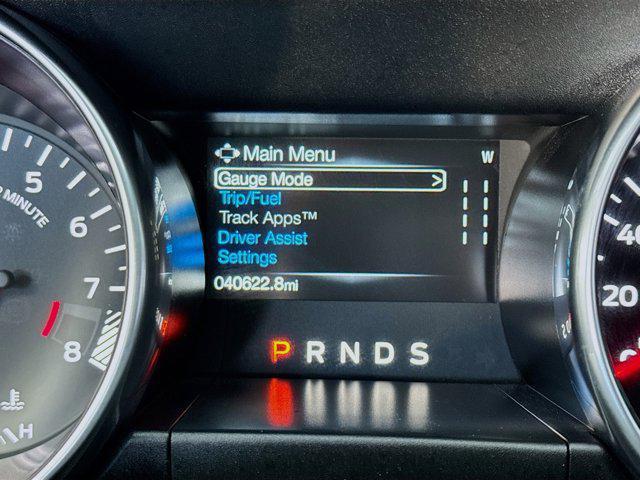 Main Menu W
Gauge Mode >
Trip/Fuel
Track Apps™
Driver Assist
Settings
040622.8mi
P R N D S
5
6
7
8
MINUTE
H
40
20